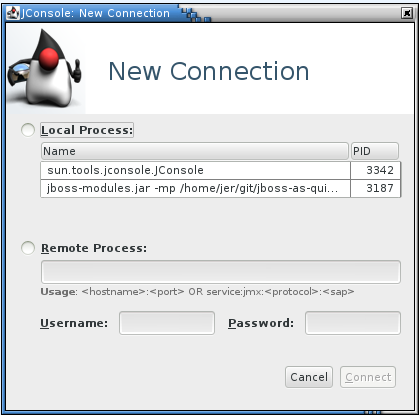 JConsole: New Connection
New Connection
Local Process:
Name PID
sun.tools.jconsole.JConsole 3342
jboss-modules.jar -mp /home/jer/git/jboss-as-qui... 3187
Remote Process:
Usage: <hostname>:<port> OR service:jmx:<protocol>:<sap>
Username: Password:
Cancel Connect